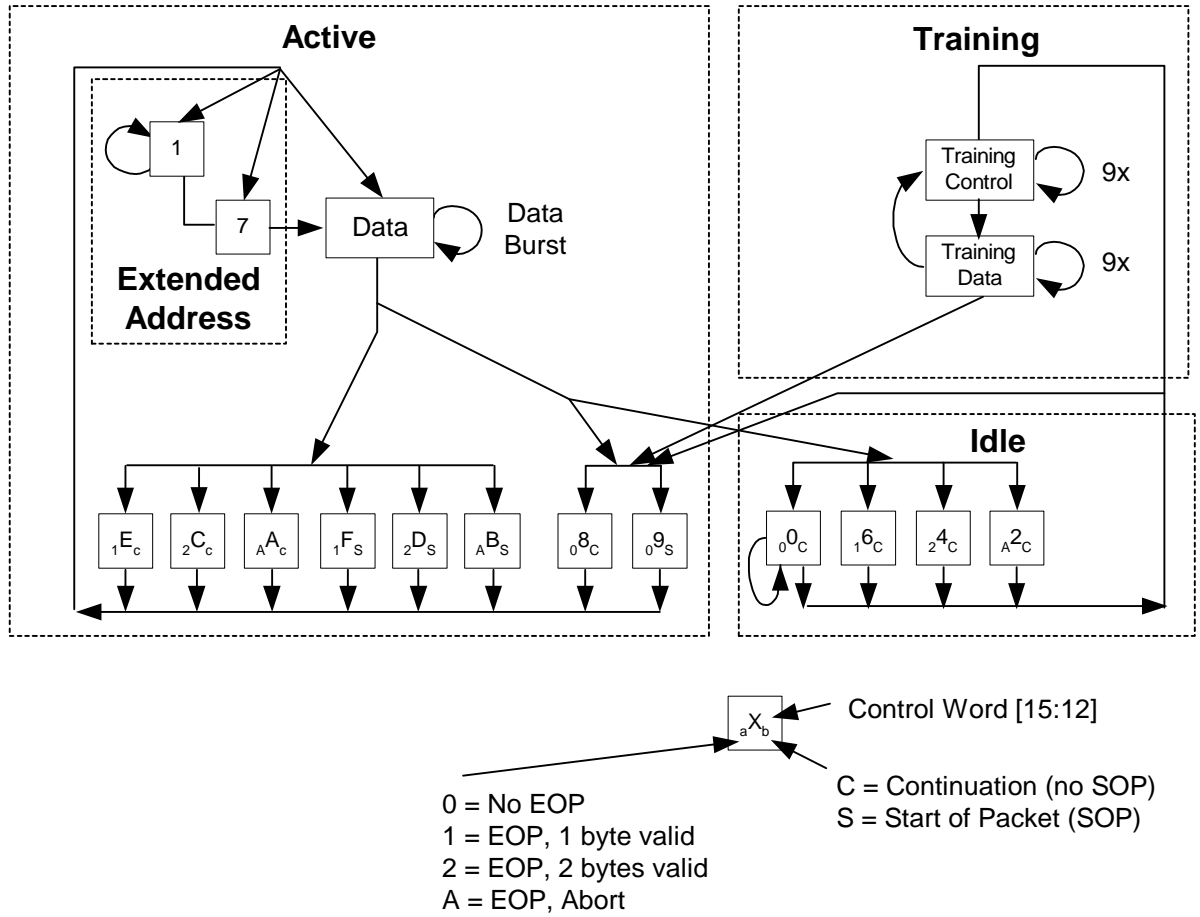 Active
Training
1
7
Data
Data
Burst
Extended
Address
Training
Control
9x
Training
Data
9x
Idle
1Ec
2Cc
AAc
1FS
2DS
ABS
08C
09S
00C
16C
24C
A2C
aXb
Control Word [15:12]
C = Continuation (no SOP)
S = Start of Packet (SOP)
0 = No EOP
1 = EOP, 1 byte valid
2 = EOP, 2 bytes valid
A = EOP, Abort